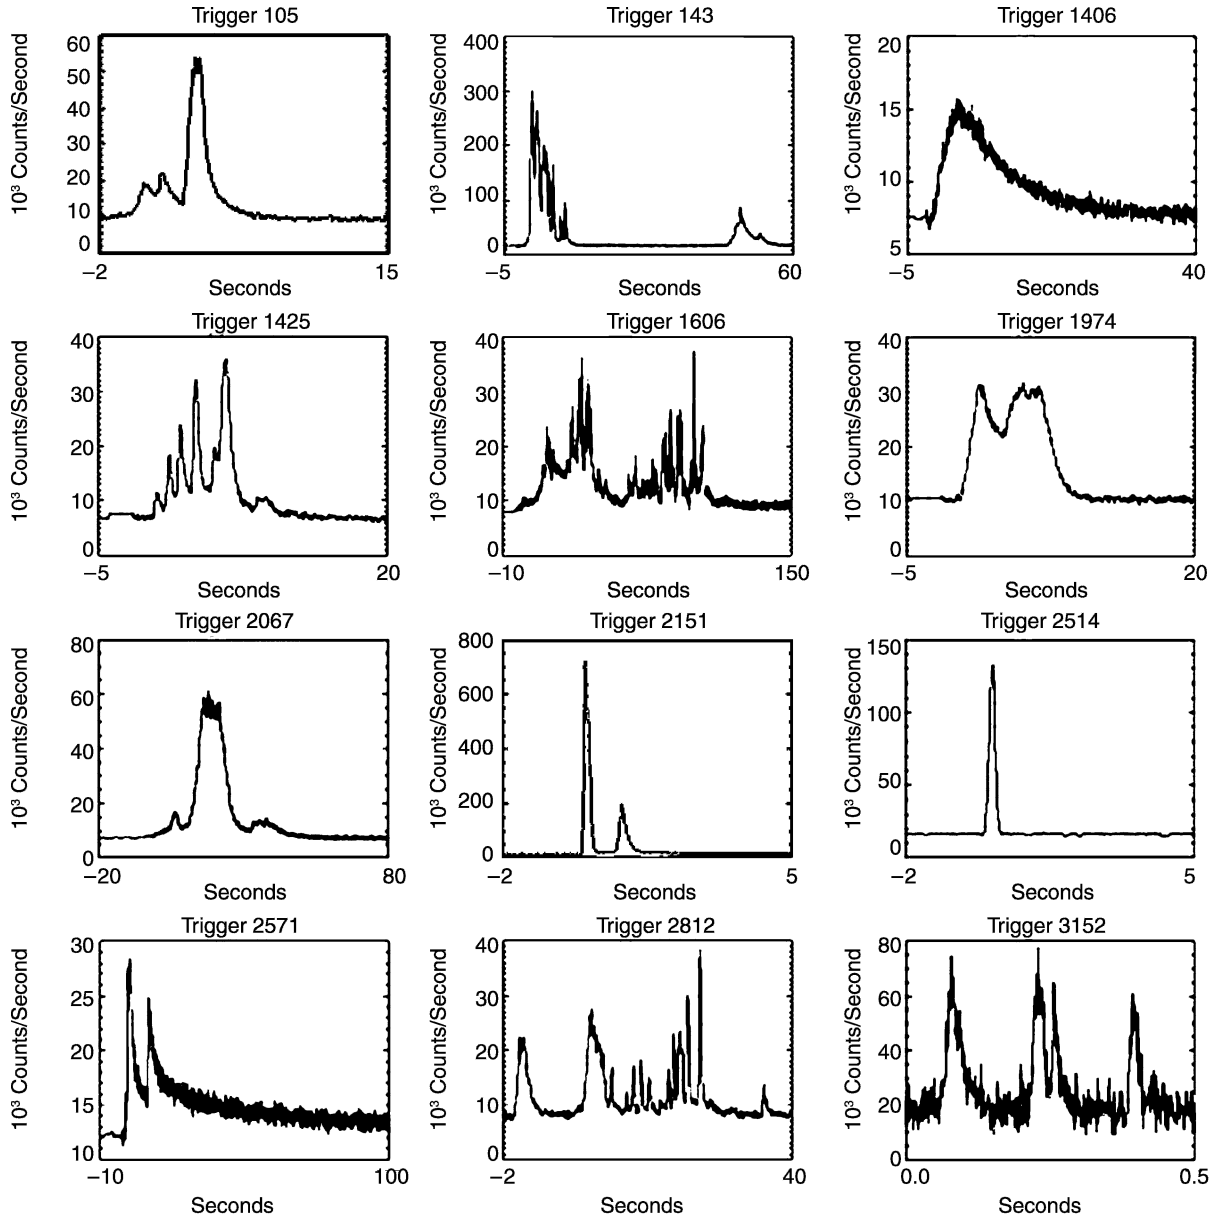 Trigger 105
10³ Counts/Second
60
50
40
30
20
10
0
−2
15
Seconds
Trigger 143
10³ Counts/Second
400
300
200
100
0
−5
60
Seconds
Trigger 1406
10³ Counts/Second
20
15
10
5
−5
40
Seconds
Trigger 1425
10³ Counts/Second
40
30
20
10
0
−5
20
Seconds
Trigger 1606
10³ Counts/Second
40
30
20
10
0
−10
150
Seconds
Trigger 1974
10³ Counts/Second
40
30
20
10
0
−5
20
Seconds
Trigger 2067
10³ Counts/Second
80
60
40
20
0
−20
80
Seconds
Trigger 2151
10³ Counts/Second
800
600
400
200
0
−2
5
Seconds
Trigger 2514
10³ Counts/Second
150
100
50
0
−2
5
Seconds
Trigger 2571
10³ Counts/Second
30
25
20
15
10
−10
100
Seconds
Trigger 2812
10³ Counts/Second
40
30
20
10
0
−2
40
Seconds
Trigger 3152
10³ Counts/Second
80
60
40
20
0
0.0
0.5
Seconds